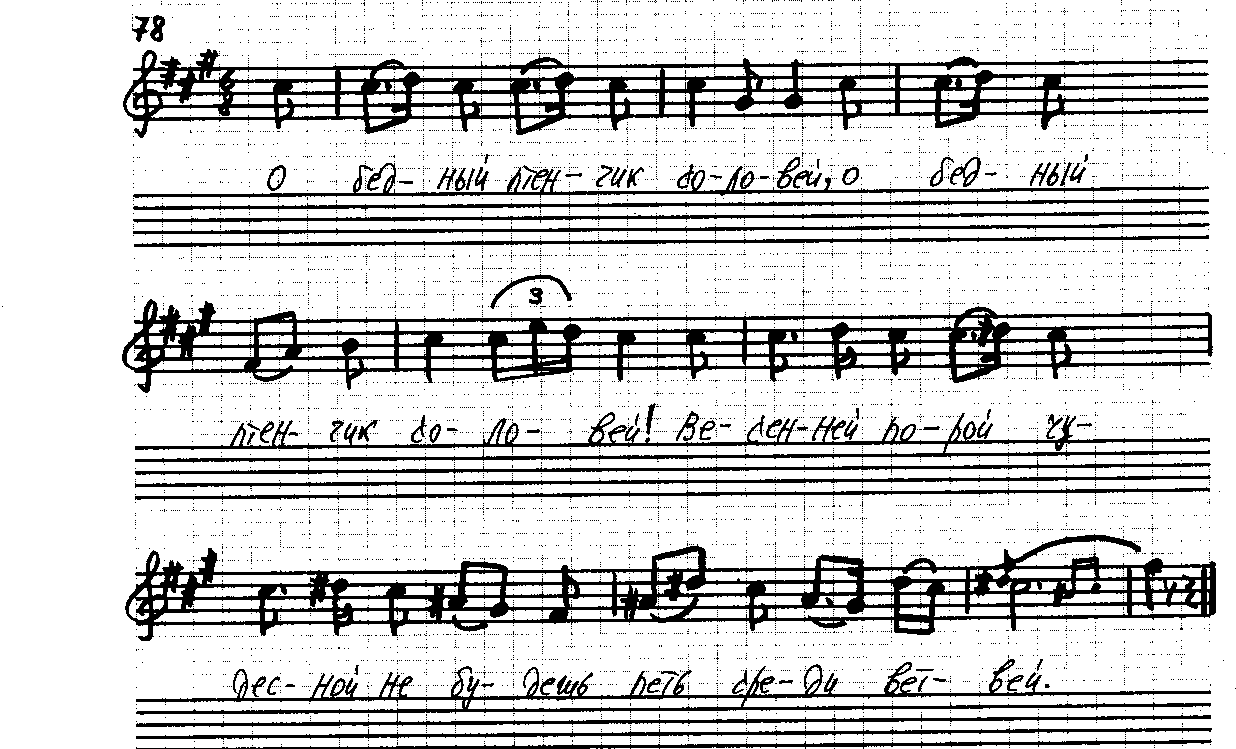 78
О бед- ный птен- чик со- ло- вей, о бед- ный
3
птен- чик со- ло- вей! Ве- сен- ней по- рой чу-
дес- ной не бу- дешь петь сре- ди вет- вей.